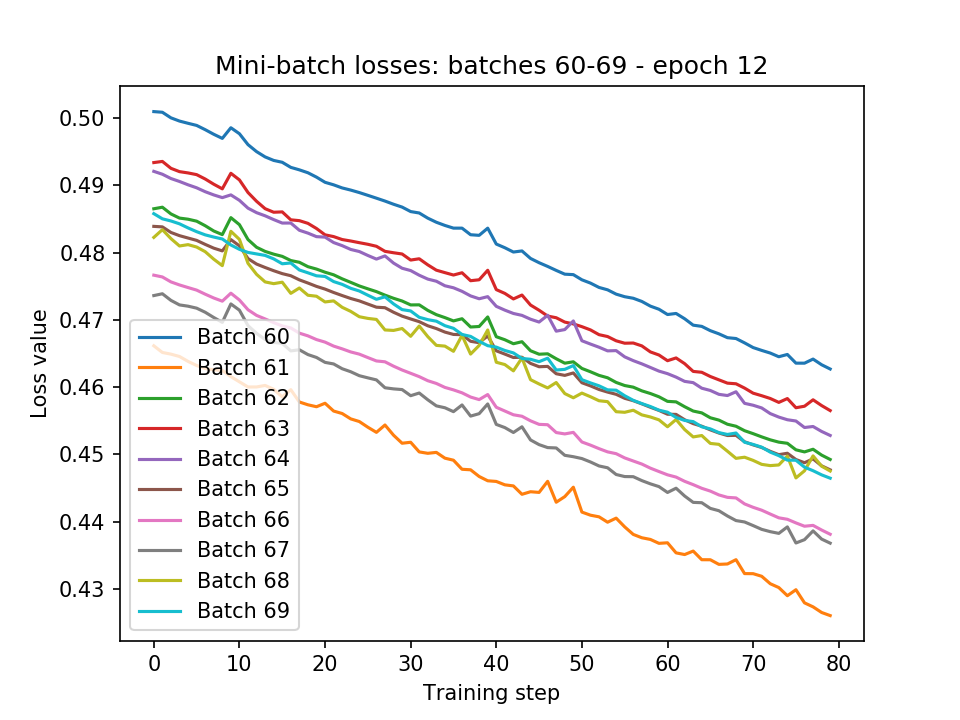 Mini-batch losses: batches 60-69 - epoch 12
Loss value
0.50
0.49
0.48
0.47
0.46
0.45
0.44
0.43
Batch 60
Batch 61
Batch 62
Batch 63
Batch 64
Batch 65
Batch 66
Batch 67
Batch 68
Batch 69
0 10 20 30 40 50 60 70 80
Training step